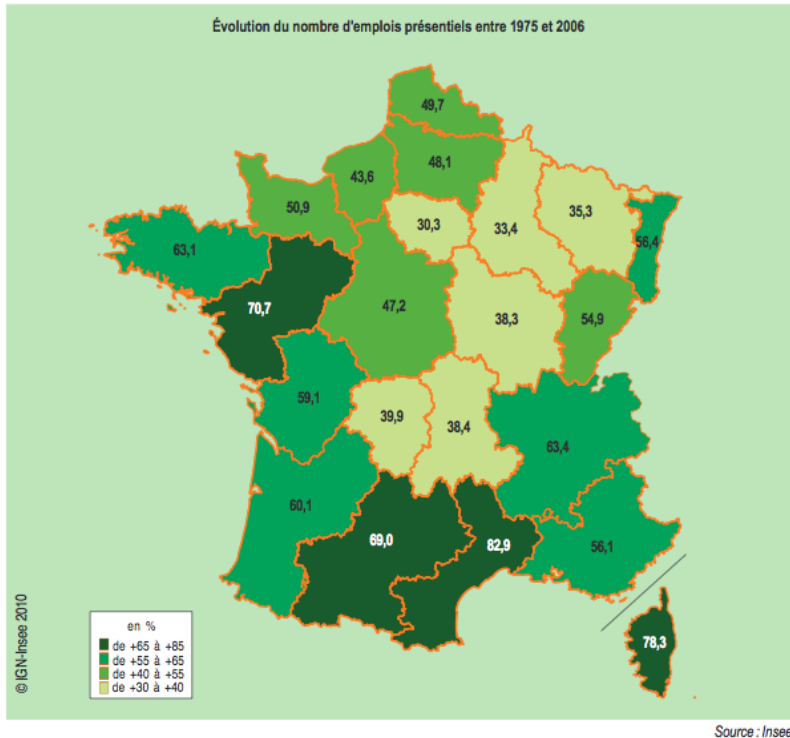 Évolution du nombre d'emplois présentiels entre 1975 et 2006
49,7
48,1
43,6
50,9
30,3
33,4
35,3
56,4
63,1
70,7
47,2
38,3
54,9
59,1
39,9
38,4
63,4
60,1
69,0
82,9
56,1
78,3
en %
de +65 à +85
de +55 à +65
de +40 à +55
de +30 à +40
© IGN-Insee 2010
Source : Insee